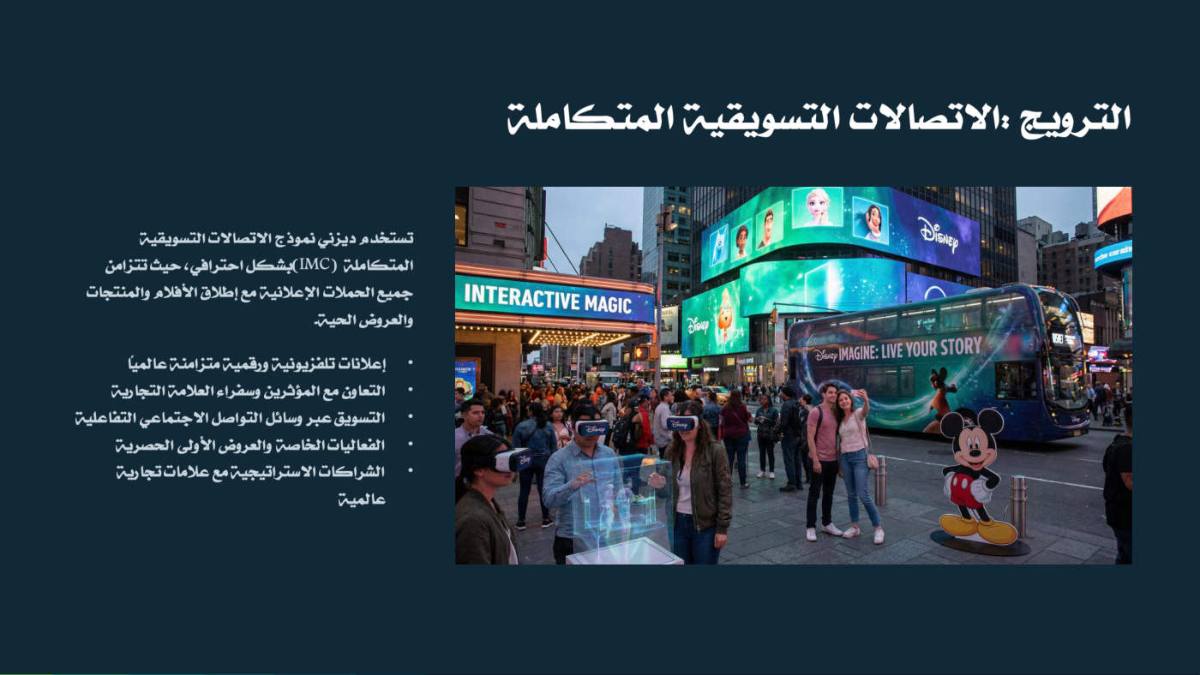 الترويج :الاتصالات التسويقية المتكاملة
تستخدم ديزني نموذج الاتصالات التسويقية
المتكاملة (IMC)بشكل احترافي، حيث تتزامن
جميع الحملات الإعلانية مع إطلاق الأفلام والمنتجات
والعروض الحية.
• إعلانات تلفزيونية ورقمية متزامنة عالميًا
• التعاون مع المؤثرين وسفراء العلامة التجارية
• التسويق عبر وسائل التواصل الاجتماعي التفاعلية
• الفعاليات الخاصة والعروض الأولى الحصرية
• الشراكات الاستراتيجية مع علامات تجارية
عالمية
Disney
INTERACTIVE MAGIC
Disney
Disney IMAGINE: LIVE YOUR STORY
Disney
Disney
Disney